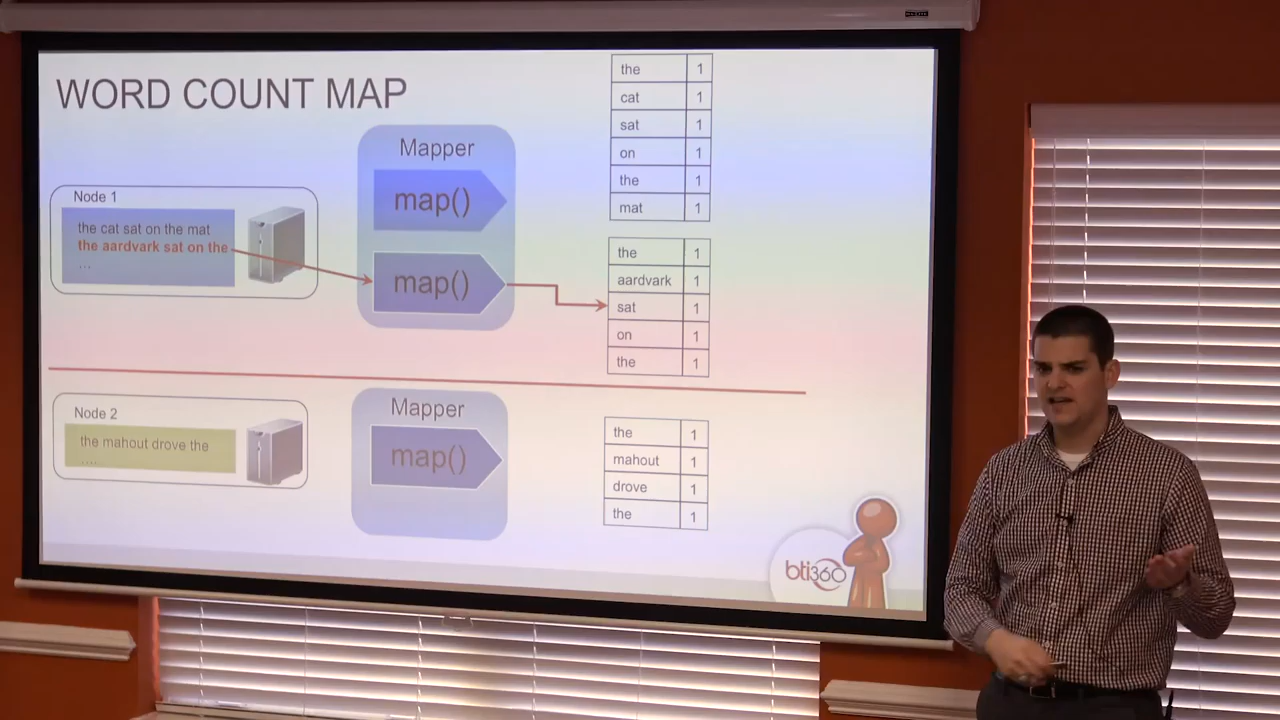 WORD COUNT MAP
Node 1
the cat sat on the mat
the aardvark sat on the
...
Mapper
map()
map()
the 1
cat 1
sat 1
on 1
the 1
mat 1
the 1
aardvark 1
sat 1
on 1
the 1
Node 2
the mahout drove the
....
Mapper
map()
the 1
mahout 1
drove 1
the 1
bti360